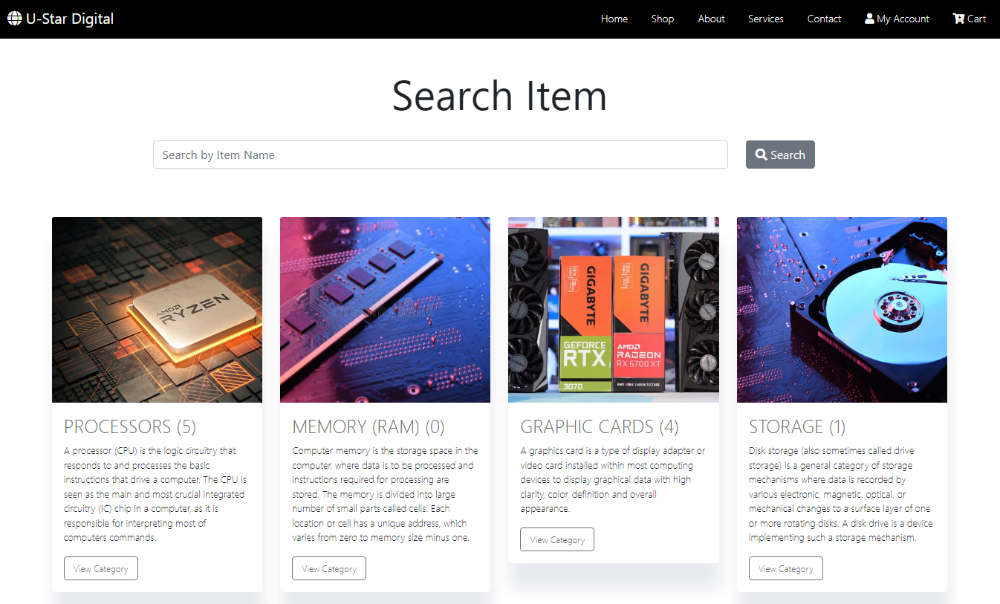 U-Star Digital
Home Shop About Services Contact My Account Cart
Search Item
Search by Item Name
Search
AMD
RYZEN
GIGABYTE
GEFORCE
RTX
3070
GIGABYTE
AMD
RADEON
RX 6700 XT
PROCESSORS (5)
A processor (CPU) is the logic circuitry that
responds to and processes the basic
instructions that drive a computer. The CPU is
seen as the main and most crucial integrated
circuitry (IC) chip in a computer, as it is
responsible for interpreting most of
computers commands.
View Category
MEMORY (RAM) (0)
Computer memory is the storage space in the
computer, where data is to be processed and
instructions required for processing are
stored. The memory is divided into large
number of small parts called cells. Each
location or cell has a unique address, which
varies from zero to memory size minus one.
View Category
GRAPHIC CARDS (4)
A graphics card is a type of display adapter or
video card installed within most computing
devices to display graphical data with high
clarity, color, definition and overall
appearance.
View Category
STORAGE (1)
Disk storage (also sometimes called drive
storage) is a general category of storage
mechanisms where data is recorded by
various electronic, magnetic, optical, or
mechanical changes to a surface layer of one
or more rotating disks. A disk drive is a device
implementing such a storage mechanism.
View Category